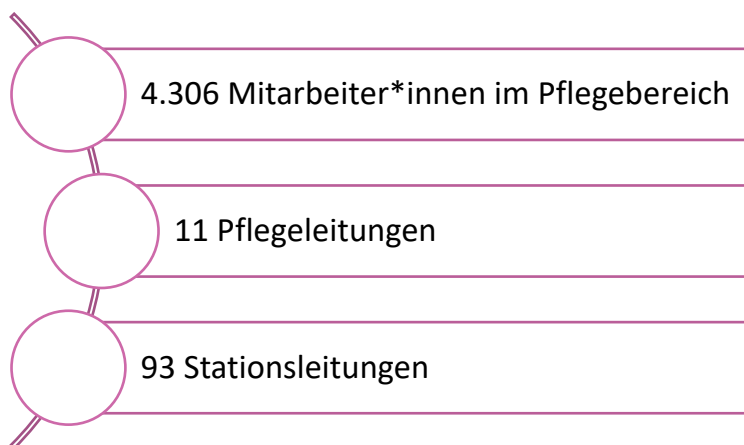 4.306 Mitarbeiter*innen im Pflegebereich
11 Pflegeleitungen
93 Stationsleitungen